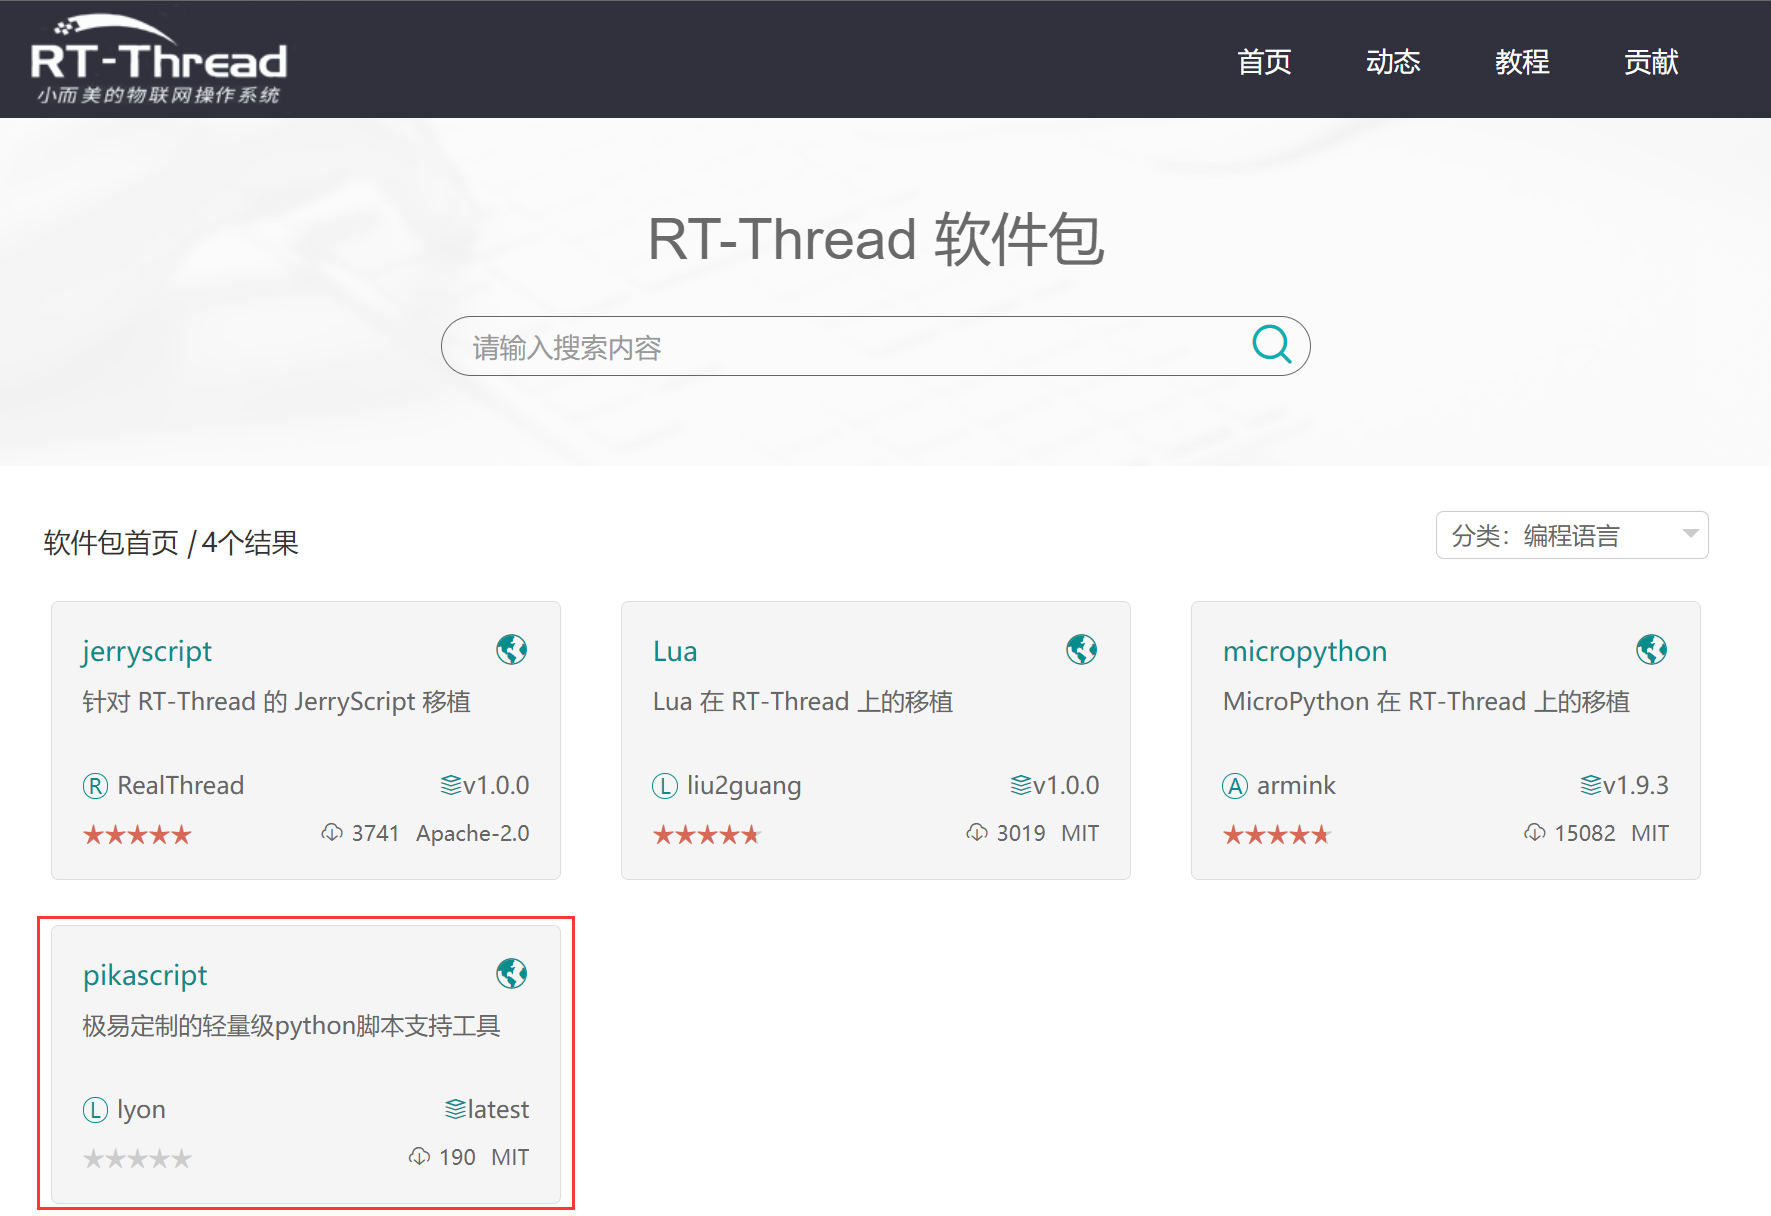 RT-Thread
小而美的物联网操作系统
首页 动态 教程 贡献
RT-Thread 软件包
请输入搜索内容
软件包首页 / 4个结果
分类：编程语言
jerryscript
针对 RT-Thread 的 JerryScript 移植
R RealThread v1.0.0
3741 Apache-2.0
Lua
Lua 在 RT-Thread 上的移植
L liu2guang v1.0.0
3019 MIT
micropython
MicroPython 在 RT-Thread 上的移植
A armink v1.9.3
15082 MIT
pikascript
极易定制的轻量级python脚本支持工具
L lyon latest
190 MIT